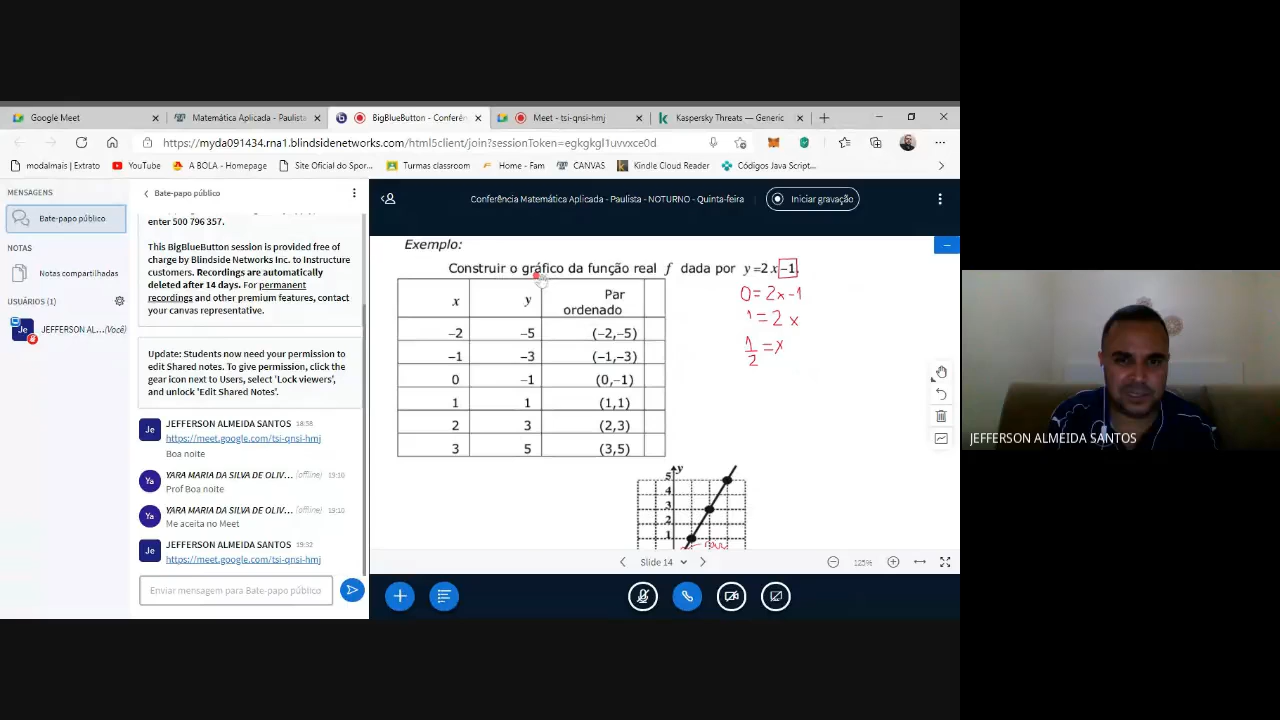 Google Meet
Matemática Aplicada - Paulista
BigBlueButton - Conferên
Meet - tsi-qnsi-hmj
Kaspersky Threats — Generic
https://myda091434.rna1.blindsidenetworks.com/html5client/join?sessionToken=egkgkgl1uvvxce0d
modalmais | Extrato
YouTube
A BOLA - Homepage
Site Oficial do Spor...
Turmas classroom
Home - Fam
CANVAS
Kindle Cloud Reader
Códigos Java Script...
MENSAGENS
Bate-papo público
NOTAS
Notas compartilhadas
USUÁRIOS (1)
Je
JEFFERSON AL... (Você)
Bate-papo público
enter 500 796 357.
This BigBlueButton session is provided free of
charge by Blindside Networks Inc. to Instructure
customers. Recordings are automatically
deleted after 14 days. For permanent
recordings and other premium features, contact
your canvas representative.
Update: Students now need your permission to
edit Shared notes. To give permission, click the
gear icon next to Users, select 'Lock viewers',
and unlock 'Edit Shared Notes'.
Je
JEFFERSON ALMEIDA SANTOS 18:58
https://meet.google.com/tsi-qnsi-hmj
Boa noite
Ya
YARA MARIA DA SILVA DE OLIV... (offline) 19:10
Prof Boa noite
Ya
YARA MARIA DA SILVA DE OLIV... (offline) 19:10
Me aceita no Meet
Je
JEFFERSON ALMEIDA SANTOS 19:32
https://meet.google.com/tsi-qnsi-hmj
Enviar mensagem para Bate-papo público
Conferência Matemática Aplicada - Paulista - NOTURNO - Quinta-feira
Iniciar gravação
Exemplo:
Construir o gráfico da função real f dada por y=2x-1.
x y Par ordenado
-2 -5 (-2,-5)
-1 -3 (-1,-3)
0 -1 (0,-1)
1 1 (1,1)
2 3 (2,3)
3 5 (3,5)
0=2x-1
1=2x
1/2=x
y
5
4
3
2
1
Slide 14
125%
JEFFERSON ALMEIDA SANTOS